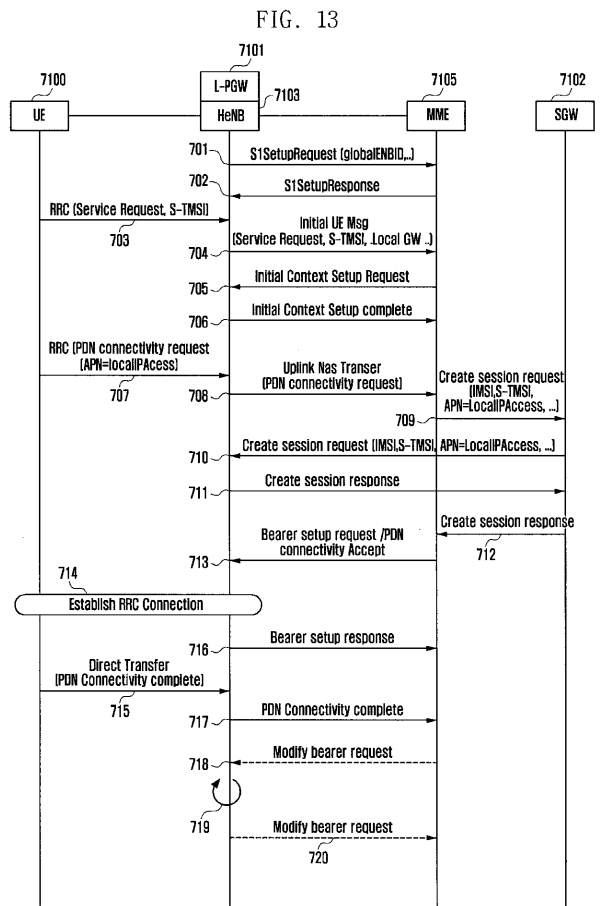 FIG. 13
7101
7100
L-PGW
7103
7105
7102
UE
HeNB
MME
SGW
701
S1SetupRequest (globalENBID,..)
702
S1SetupResponse
RRC (Service Request, S-TMSI)
703
Initial UE Msg
(Service Request, S-TMSI, .Local GW ..)
704
Initial Context Setup Request
705
Initial Context Setup complete
706
RRC (PDN connectivity request
(APN=localIPAcess)
707
Uplink Nas Transer
(PDN connectivity request)
708
Create session request
(IMSI,S-TMSI,
APN=LocalIPAccess, ...)
709
Create session request (IMSI,S-TMSI, APN=LocalIPAccess, ...)
710
Create session response
711
Create session response
712
Bearer setup request /PDN
connectivity Accept
713
714
Establish RRC Connection
Bearer setup response
716
Direct Transfer
(PDN Connectivity complete)
715
PDN Connectivity complete
717
Modify bearer request
718
719
Modify bearer request
720